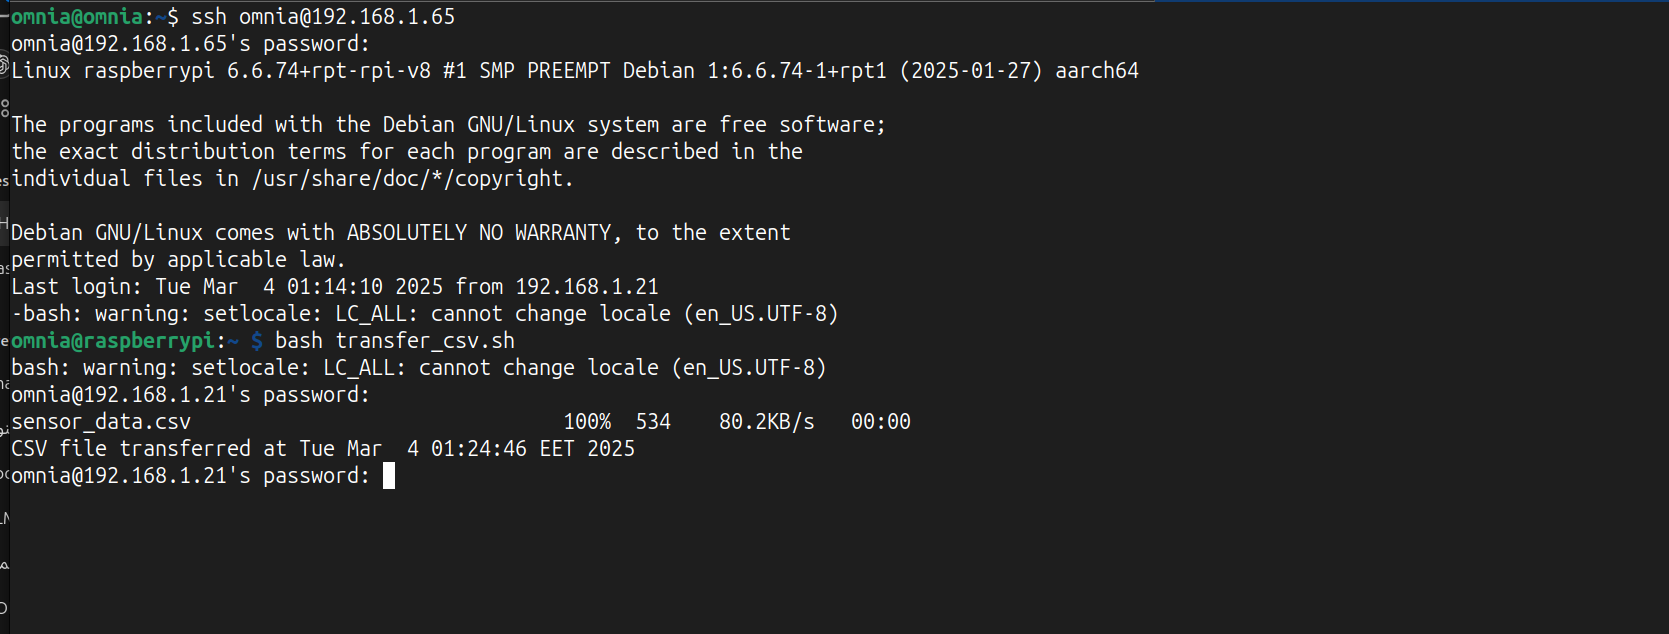 omnia@omnia:~$ ssh omnia@192.168.1.65
omnia@192.168.1.65's password:
Linux raspberrypi 6.6.74+rpt-rpi-v8 #1 SMP PREEMPT Debian 1:6.6.74-1+rpt1 (2025-01-27) aarch64
The programs included with the Debian GNU/Linux system are free software;
the exact distribution terms for each program are described in the
individual files in /usr/share/doc/*/copyright.
Debian GNU/Linux comes with ABSOLUTELY NO WARRANTY, to the extent
permitted by applicable law.
Last login: Tue Mar  4 01:14:10 2025 from 192.168.1.21
-bash: warning: setlocale: LC_ALL: cannot change locale (en_US.UTF-8)
omnia@raspberrypi:~ $ bash transfer_csv.sh
bash: warning: setlocale: LC_ALL: cannot change locale (en_US.UTF-8)
omnia@192.168.1.21's password:
sensor_data.csv 100% 534 80.2KB/s 00:00
CSV file transferred at Tue Mar  4 01:24:46 EET 2025
omnia@192.168.1.21's password: